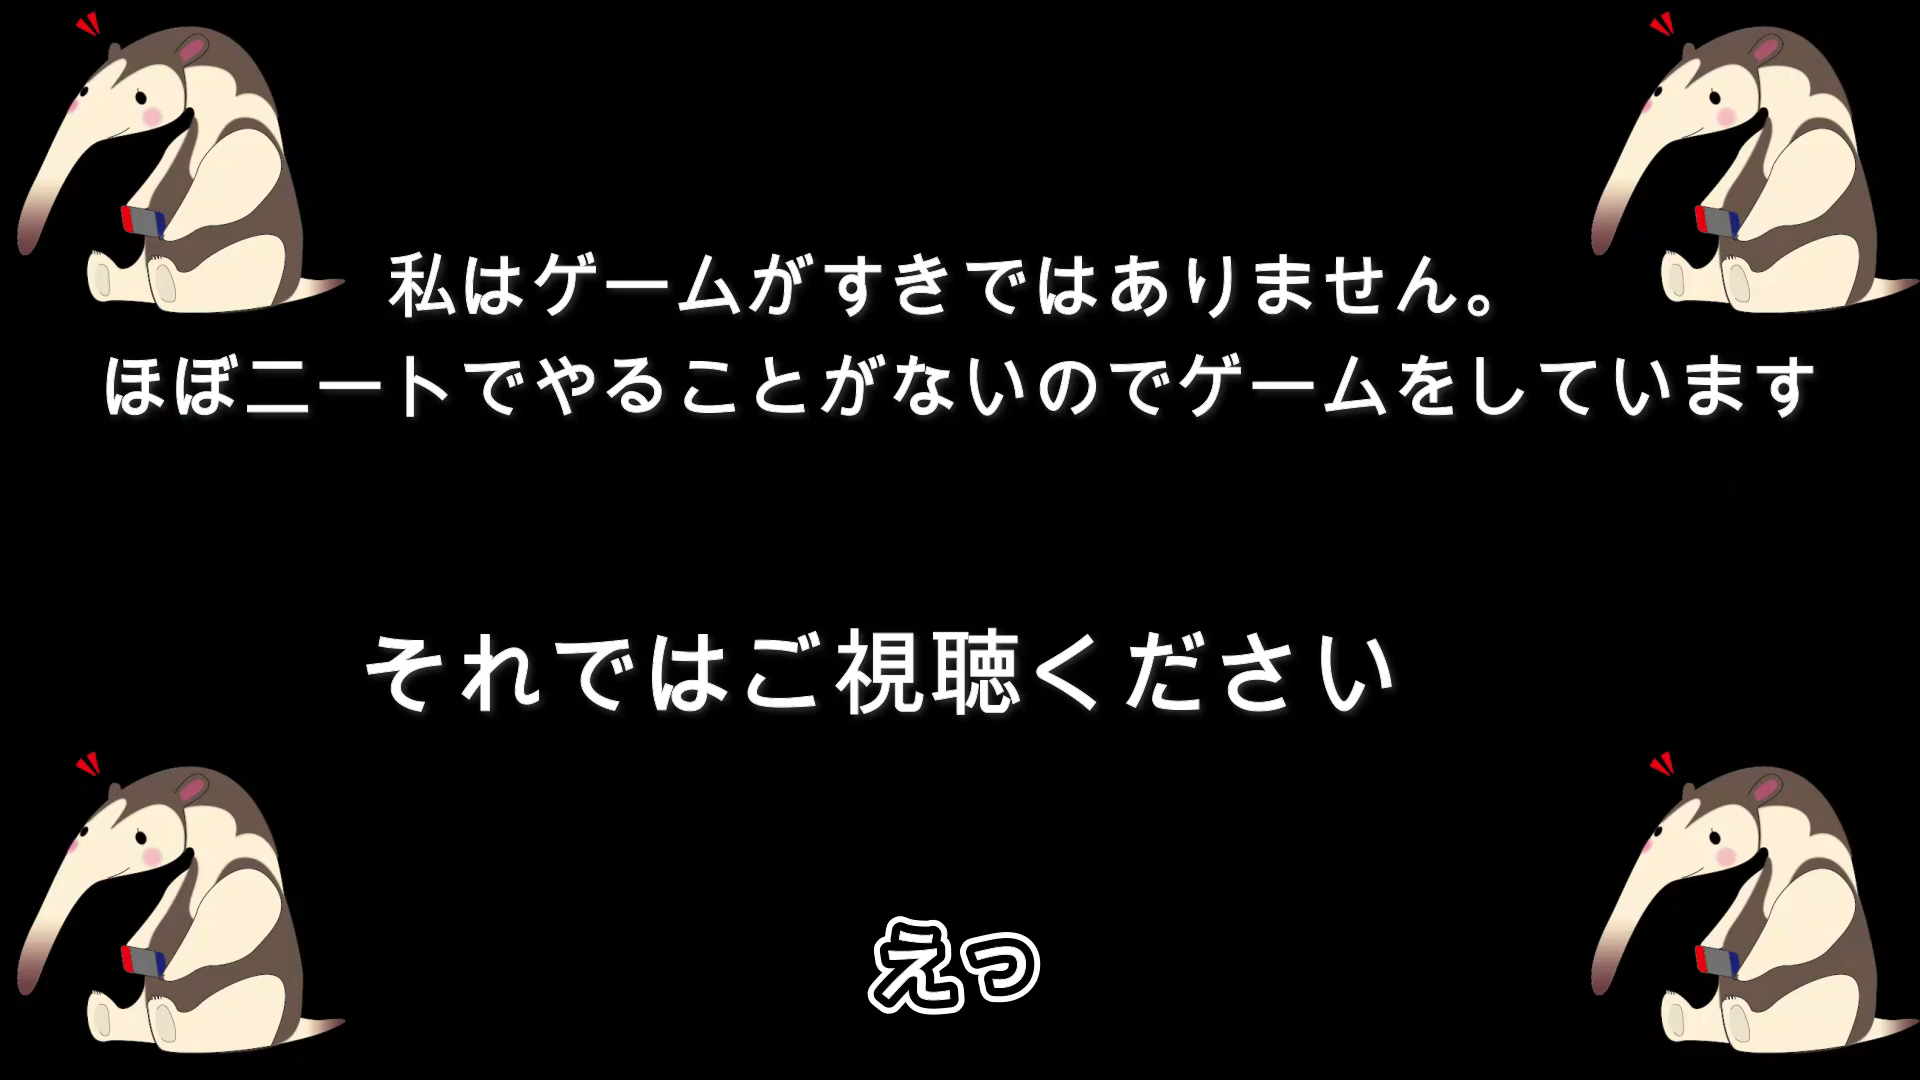 私はゲームがすきではありません。
ほぼニートでやることがないのでゲームをしています
それではご視聴ください
えっ